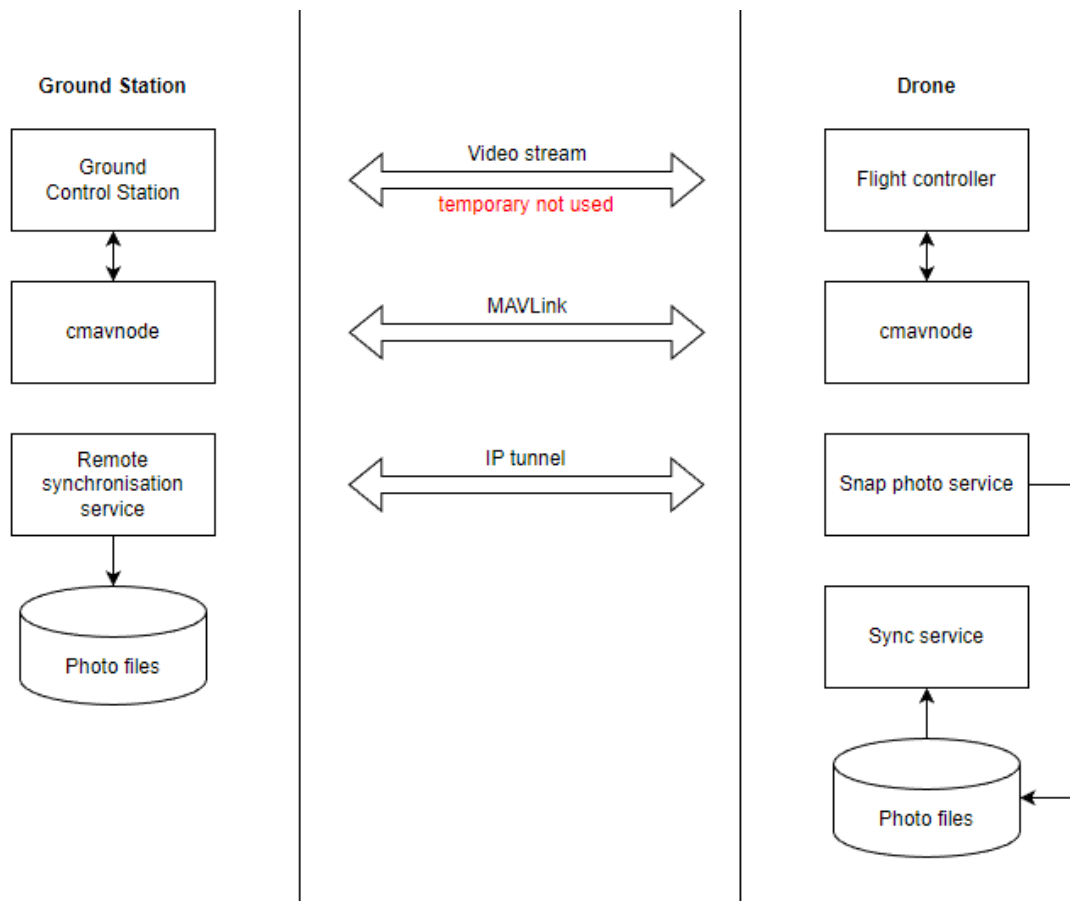 Ground Station
Ground
Control Station
cmavnode
Remote
synchronisation
service
Photo files
Video stream
temporary not used
MAVLink
IP tunnel
Drone
Flight controller
cmavnode
Snap photo service
Sync service
Photo files